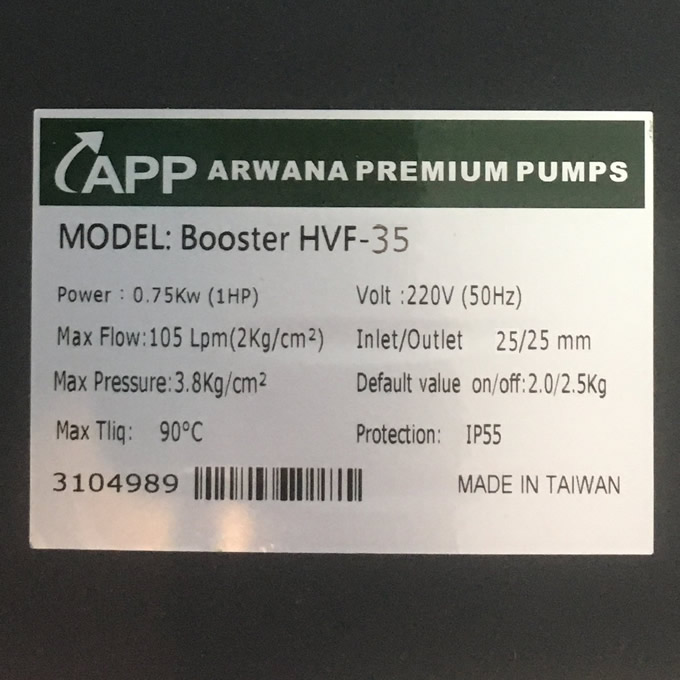 APP ARWANA PREMIUM PUMPS
MODEL: Booster HVF-35
Power : 0.75Kw (1HP) Volt :220V (50Hz)
Max Flow:105 Lpm(2Kg/cm²) Inlet/Outlet 25/25 mm
Max Pressure:3.8Kg/cm² Default value on/off:2.0/2.5Kg
Max Tliq: 90°C Protection: IP55
3104989 MADE IN TAIWAN